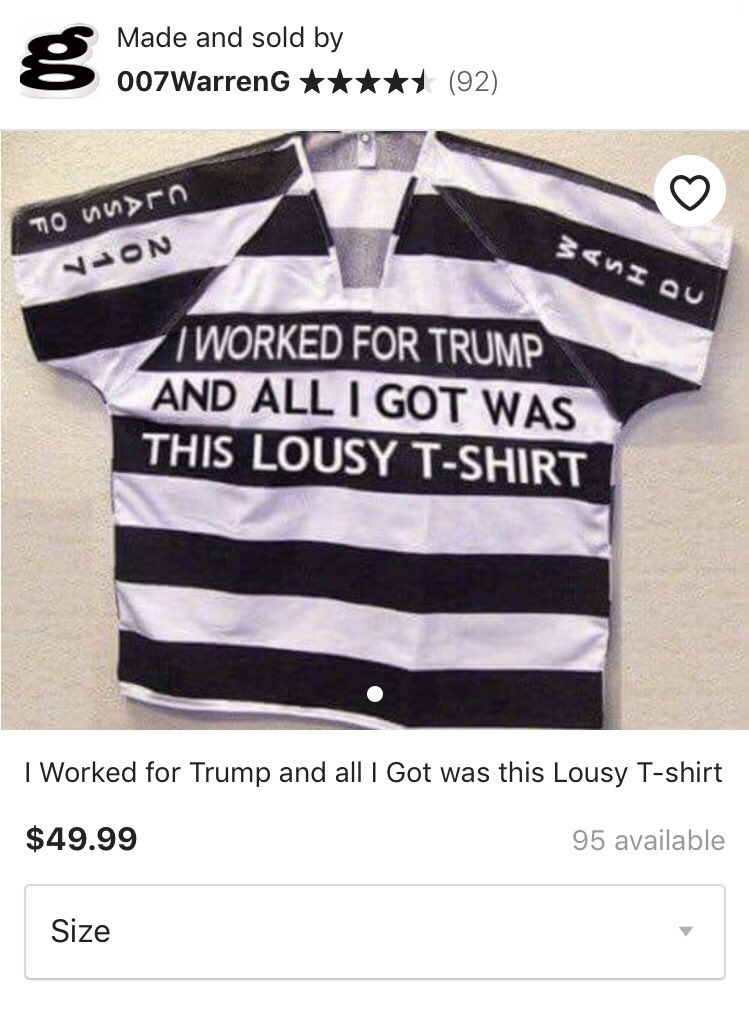 Made and sold by
007WarrenG ★★★★⯪ (92)
CLASS OF
2017
WASH DC
I WORKED FOR TRUMP
AND ALL I GOT WAS
THIS LOUSY T-SHIRT
I Worked for Trump and all I Got was this Lousy T-shirt
$49.99
95 available
Size